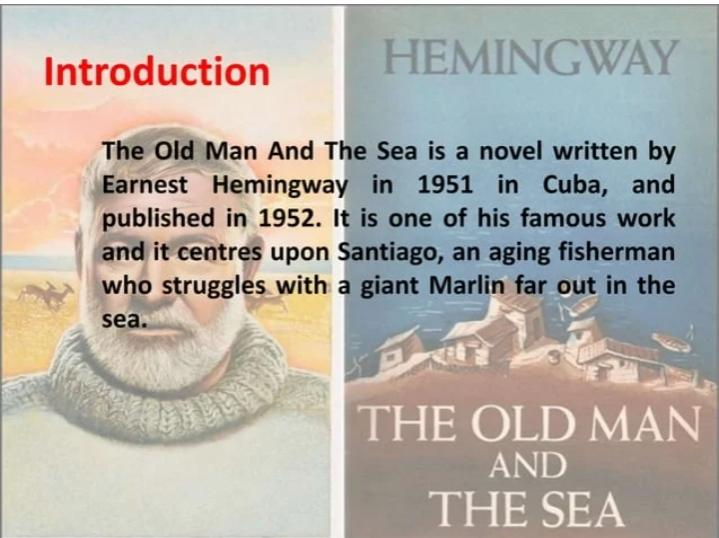 Introduction
HEMINGWAY
The Old Man And The Sea is a novel written by
Earnest Hemingway in 1951 in Cuba, and
published in 1952. It is one of his famous work
and it centres upon Santiago, an aging fisherman
who struggles with a giant Marlin far out in the
sea.
THE OLD MAN
AND
THE SEA